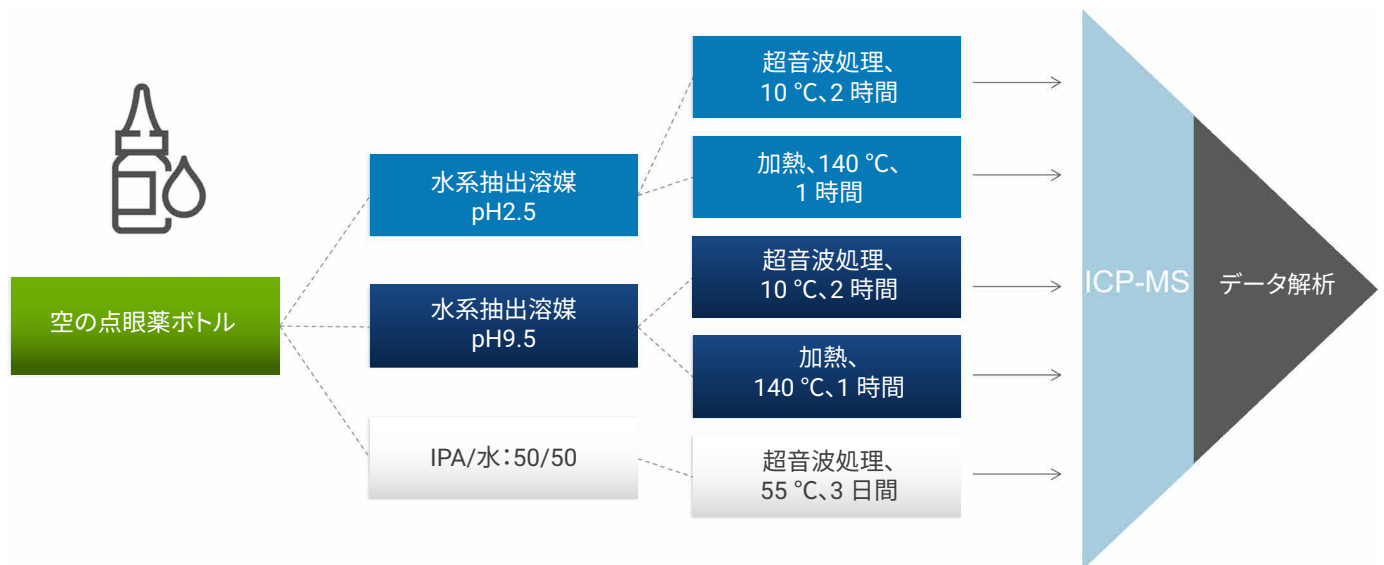 空の点眼薬ボトル
水系抽出溶媒
pH2.5
水系抽出溶媒
pH9.5
IPA/水：50/50
超音波処理、
10 °C、2 時間
加熱、140 °C、
1 時間
超音波処理、
10 °C、2 時間
加熱、
140 °C、1 時間
超音波処理、
55 °C、3 日間
ICP-MS
データ解析